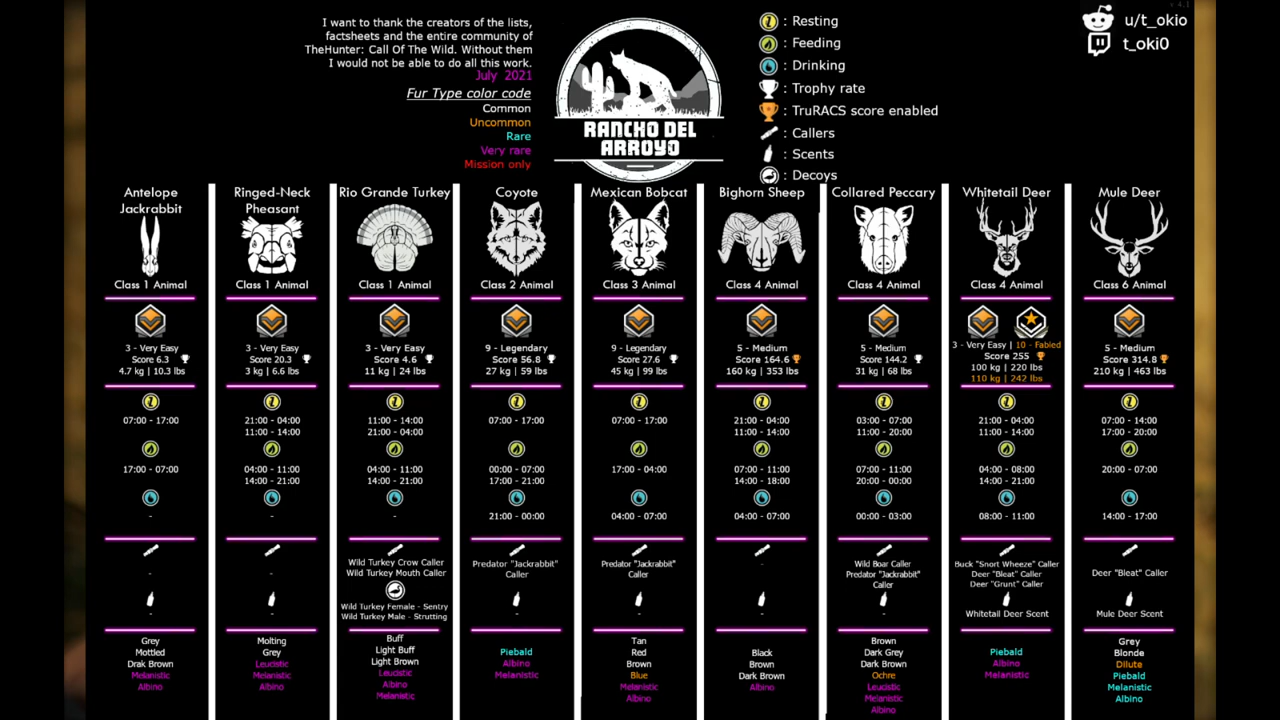 I want to thank the creators of the lists,
factsheets and the entire community of
TheHunter: Call Of The Wild. Without them
I would not be able to do all this work.
July 2021
Fur Type color code
Common
Uncommon
Rare
Very rare
Mission only
RANCHO DEL
ARROYO
: Resting
: Feeding
: Drinking
: Trophy rate
: TruRACS score enabled
: Callers
: Scents
: Decoys
v 4.1
u/t_okio
t_oki0
Antelope
Jackrabbit
Class 1 Animal
3 - Very Easy
Score 6.3
4.7 kg | 10.3 lbs
07:00 - 17:00
17:00 - 07:00
-
-
-
Grey
Mottled
Drak Brown
Melanistic
Albino
Ringed-Neck
Pheasant
Class 1 Animal
3 - Very Easy
Score 20.3
3 kg | 6.6 lbs
21:00 - 04:00
11:00 - 14:00
04:00 - 11:00
14:00 - 21:00
-
-
-
Molting
Grey
Leucistic
Melanistic
Albino
Rio Grande Turkey
Class 1 Animal
3 - Very Easy
Score 4.6
11 kg | 24 lbs
11:00 - 14:00
21:00 - 04:00
04:00 - 11:00
14:00 - 21:00
-
Wild Turkey Crow Caller
Wild Turkey Mouth Caller
Wild Turkey Female - Sentry
Wild Turkey Male - Strutting
Buff
Light Buff
Light Brown
Leucistic
Albino
Melanistic
Coyote
Class 2 Animal
9 - Legendary
Score 56.8
27 kg | 59 lbs
07:00 - 17:00
00:00 - 07:00
17:00 - 21:00
21:00 - 00:00
Predator "Jackrabbit"
Caller
-
Piebald
Albino
Melanistic
Mexican Bobcat
Class 3 Animal
9 - Legendary
Score 27.6
45 kg | 99 lbs
07:00 - 17:00
17:00 - 04:00
04:00 - 07:00
Predator "Jackrabbit"
Caller
-
Tan
Red
Brown
Blue
Melanistic
Albino
Bighorn Sheep
Class 4 Animal
5 - Medium
Score 164.6
160 kg | 353 lbs
21:00 - 04:00
11:00 - 14:00
07:00 - 11:00
14:00 - 18:00
04:00 - 07:00
-
-
Black
Brown
Dark Brown
Albino
Collared Peccary
Class 4 Animal
5 - Medium
Score 144.2
31 kg | 68 lbs
03:00 - 07:00
11:00 - 20:00
07:00 - 11:00
20:00 - 00:00
00:00 - 03:00
Wild Boar Caller
Predator "Jackrabbit"
Caller
-
Brown
Dark Grey
Dark Brown
Ochre
Leucistic
Melanistic
Albino
Whitetail Deer
Class 4 Animal
3 - Very Easy | 10 - Fabled
Score 255
100 kg | 220 lbs
110 kg | 242 lbs
21:00 - 04:00
11:00 - 14:00
04:00 - 08:00
14:00 - 21:00
08:00 - 11:00
Buck "Snort Wheeze" Caller
Deer "Bleat" Caller
Deer "Grunt" Caller
Whitetail Deer Scent
Piebald
Albino
Melanistic
Mule Deer
Class 6 Animal
5 - Medium
Score 314.8
210 kg | 463 lbs
07:00 - 14:00
17:00 - 20:00
20:00 - 07:00
14:00 - 17:00
Deer "Bleat" Caller
Mule Deer Scent
Grey
Blonde
Dilute
Piebald
Melanistic
Albino